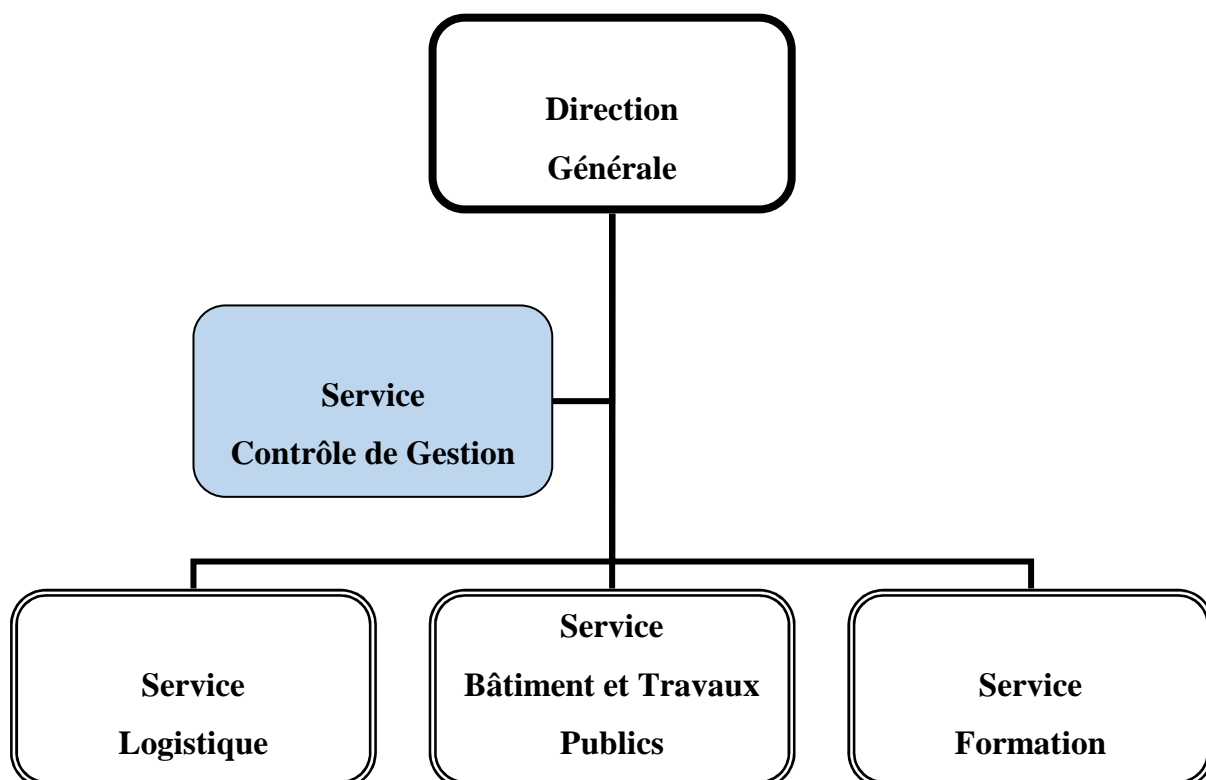 Direction
Générale
Service
Contrôle de Gestion
Service
Logistique
Service
Bâtiment et Travaux
Publics
Service
Formation